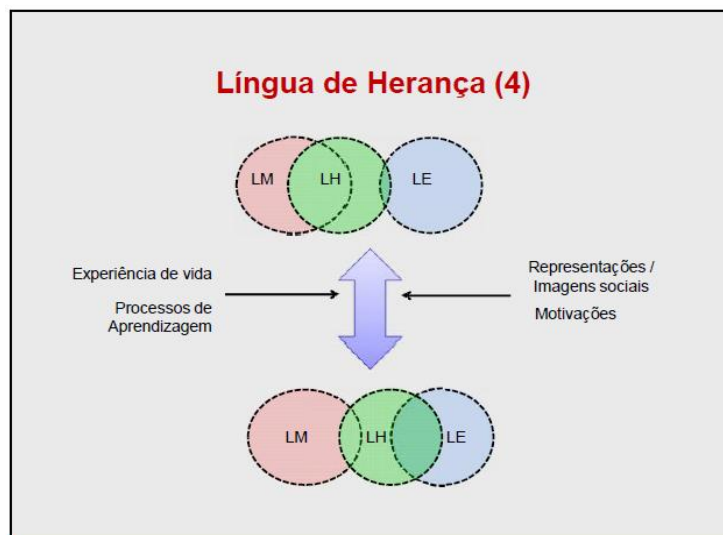 Língua de Herança (4)
LM LH LE
Experiência de vida
Processos de
Aprendizagem
Representações /
Imagens sociais
Motivações
LM LH LE